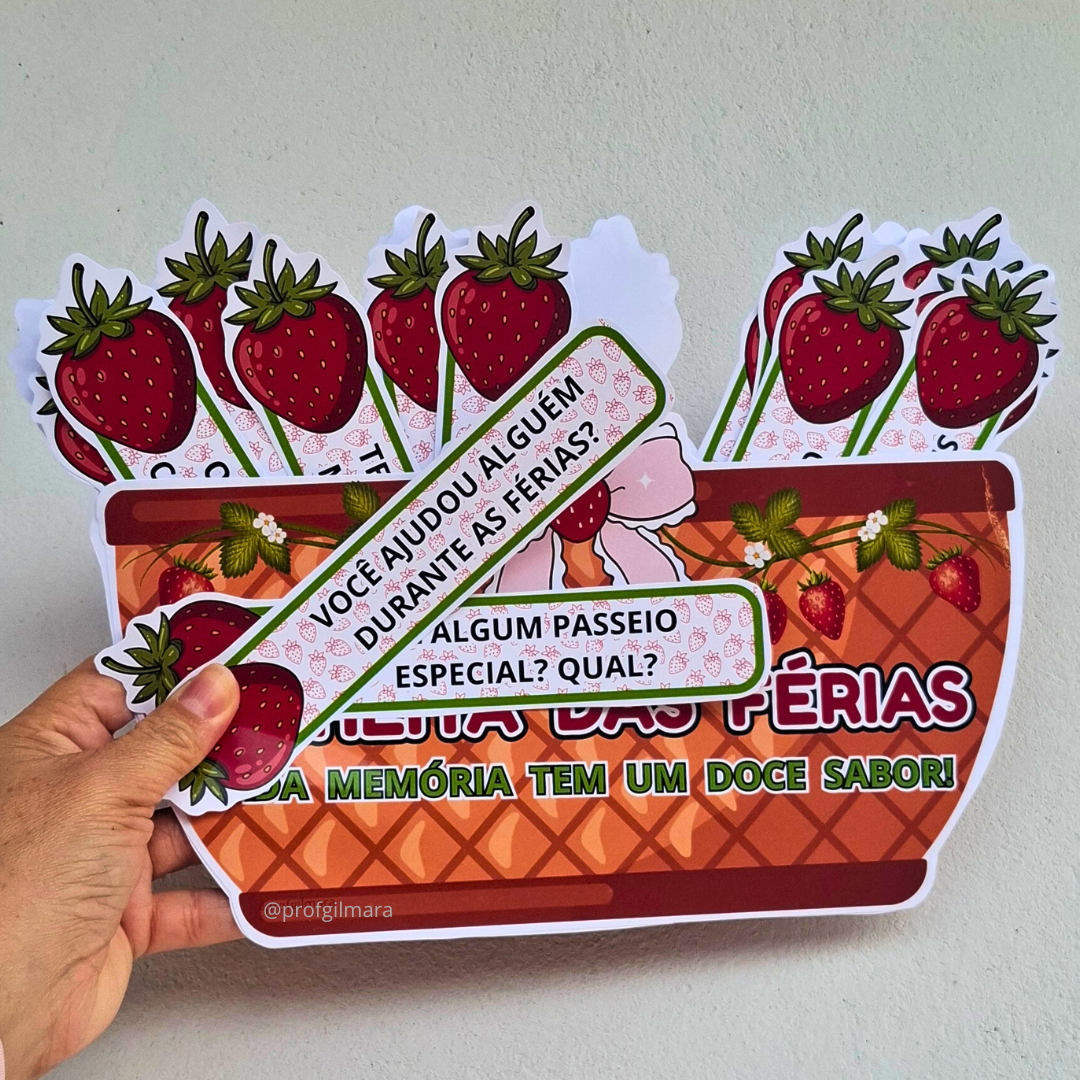 VOCÊ AJUDOU ALGUÉM
DURANTE AS FÉRIAS?
ALGUM PASSEIO
ESPECIAL? QUAL?
DAS FÉRIAS
MEMÓRIA TEM UM DOCE SABOR!
@profgilmara